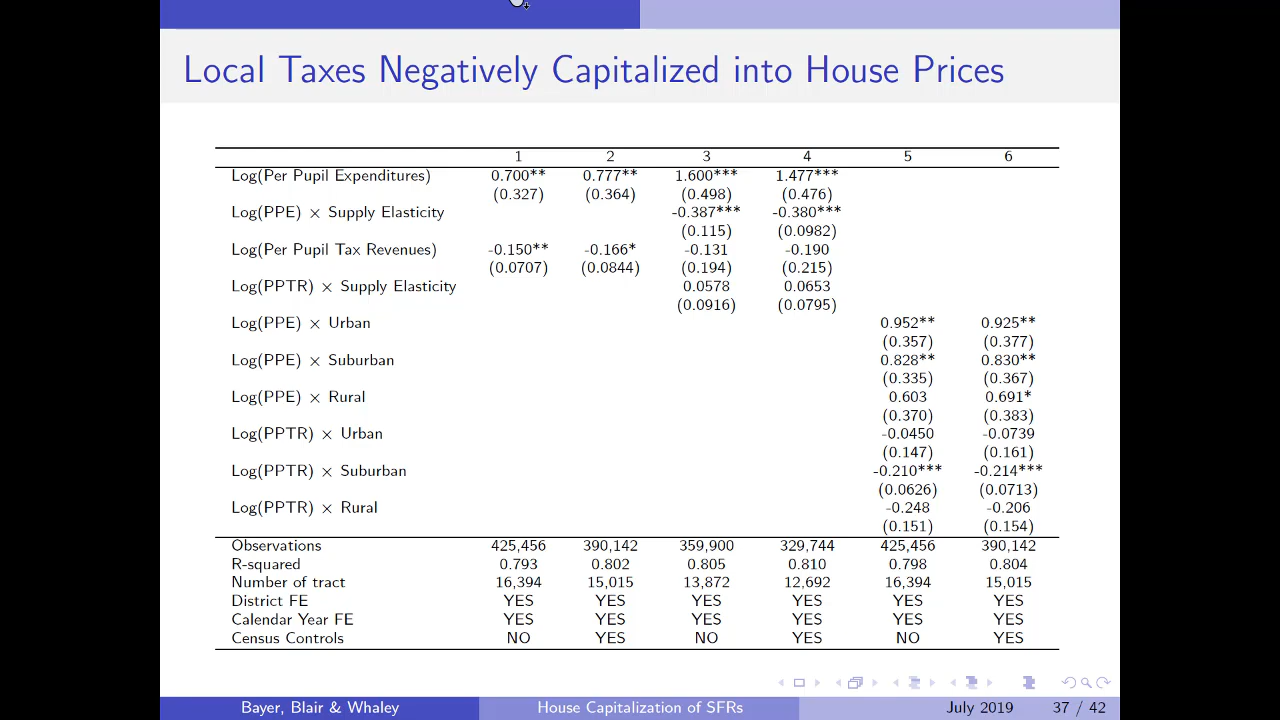 Local Taxes Negatively Capitalized into House Prices
1 2 3 4 5 6
Log(Per Pupil Expenditures) 0.700** 0.777** 1.600*** 1.477***
(0.327) (0.364) (0.498) (0.476)
Log(PPE) × Supply Elasticity -0.387*** -0.380***
(0.115) (0.0982)
Log(Per Pupil Tax Revenues) -0.150** -0.166* -0.131 -0.190
(0.0707) (0.0844) (0.194) (0.215)
Log(PPTR) × Supply Elasticity 0.0578 0.0653
(0.0916) (0.0795)
Log(PPE) × Urban 0.952** 0.925**
(0.357) (0.377)
Log(PPE) × Suburban 0.828** 0.830**
(0.335) (0.367)
Log(PPE) × Rural 0.603 0.691*
(0.370) (0.383)
Log(PPTR) × Urban -0.0450 -0.0739
(0.147) (0.161)
Log(PPTR) × Suburban -0.210*** -0.214***
(0.0626) (0.0713)
Log(PPTR) × Rural -0.248 -0.206
(0.151) (0.154)
Observations 425,456 390,142 359,900 329,744 425,456 390,142
R-squared 0.793 0.802 0.805 0.810 0.798 0.804
Number of tract 16,394 15,015 13,872 12,692 16,394 15,015
District FE YES YES YES YES YES YES
Calendar Year FE YES YES YES YES YES YES
Census Controls NO YES NO YES NO YES
Bayer, Blair & Whaley House Capitalization of SFRs July 2019 37 / 42